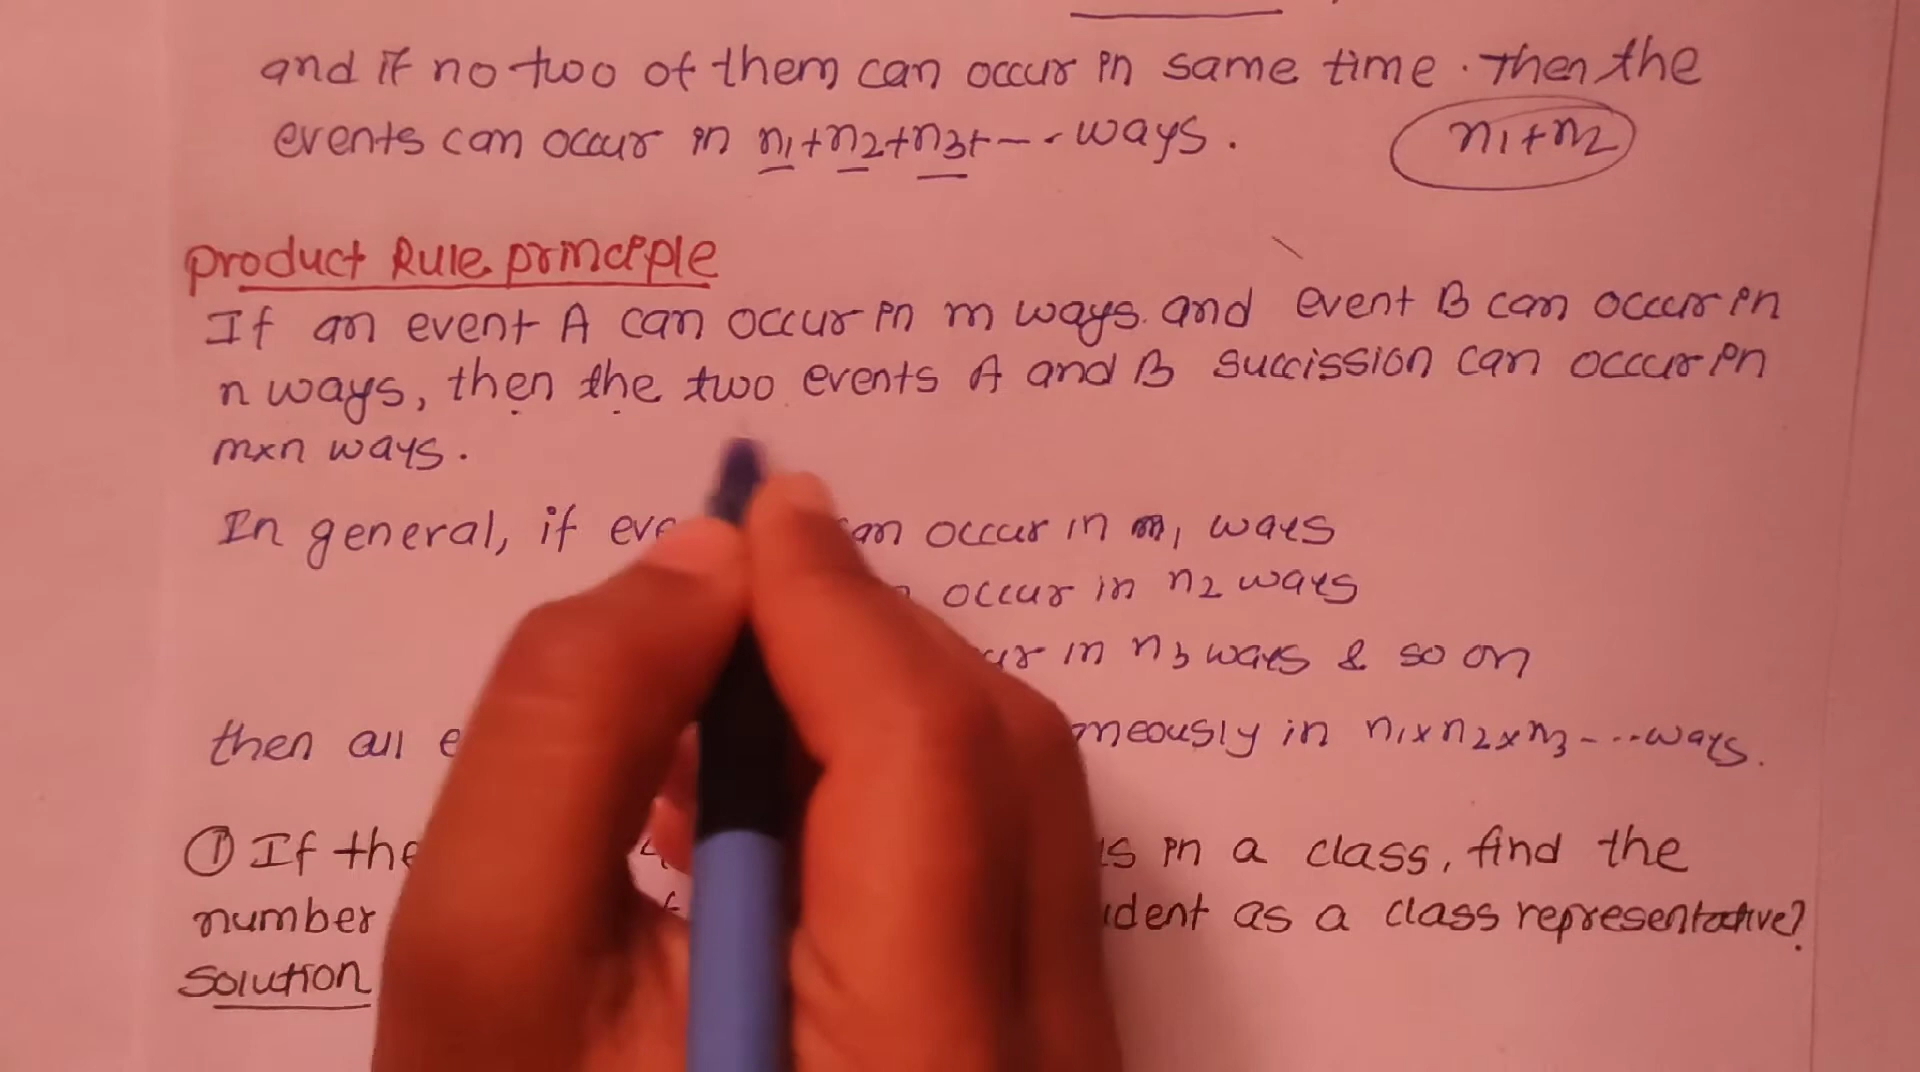 and if no two of them can occur in same time. Then the
events can occur in n1+n2+n3+--- ways.
n1+n2
Product Rule principle
If an event A can occur in m ways and event B can occur in
n ways, then the two events A and B succission can occur in
mxn ways.
In general, if can occur in n1 ways
occur in n2 ways
in n3 ways & so on
then all in n1xn2xn3--- ways.
① If the in a class, find the
number as a class representative?
Solution